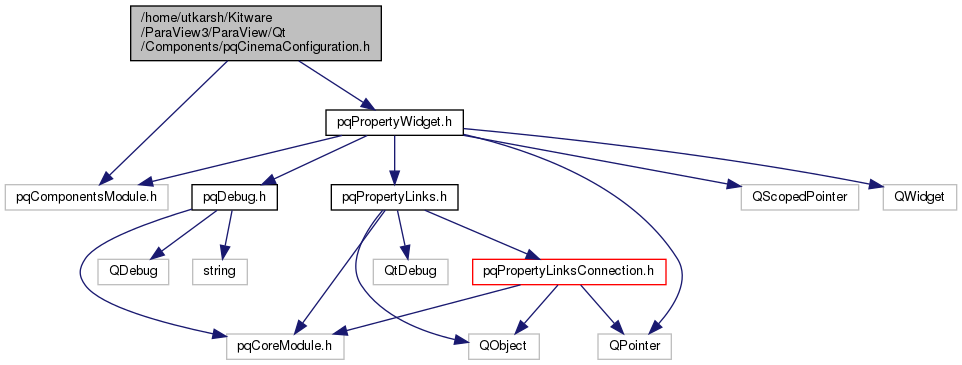 /home/utkarsh/Kitware
/ParaView3/ParaView/Qt
/Components/pqCinemaConfiguration.h
pqPropertyWidget.h
pqComponentsModule.h
pqDebug.h
pqPropertyLinks.h
QScopedPointer
QWidget
QDebug
string
QtDebug
pqPropertyLinksConnection.h
pqCoreModule.h
QObject
QPointer